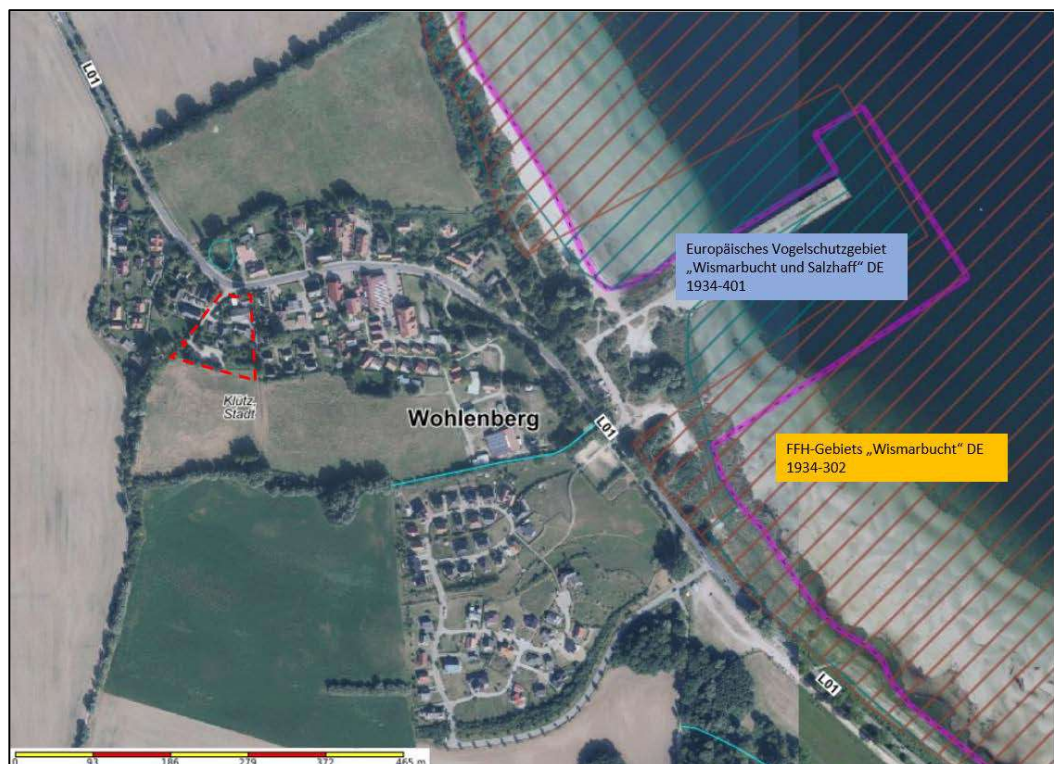 L01
Europäisches Vogelschutzgebiet
„Wismarbucht und Salzhaff" DE
1934-401
Klütz-
Stadt
Wohlenberg
L01
FFH-Gebiets „Wismarbucht" DE
1934-302
L01
0 93 186 279 372 465 m